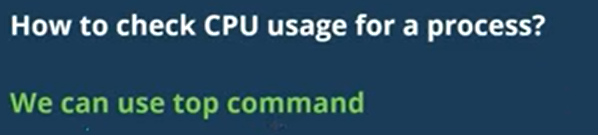 How to check CPU usage for a process?
We can use top command